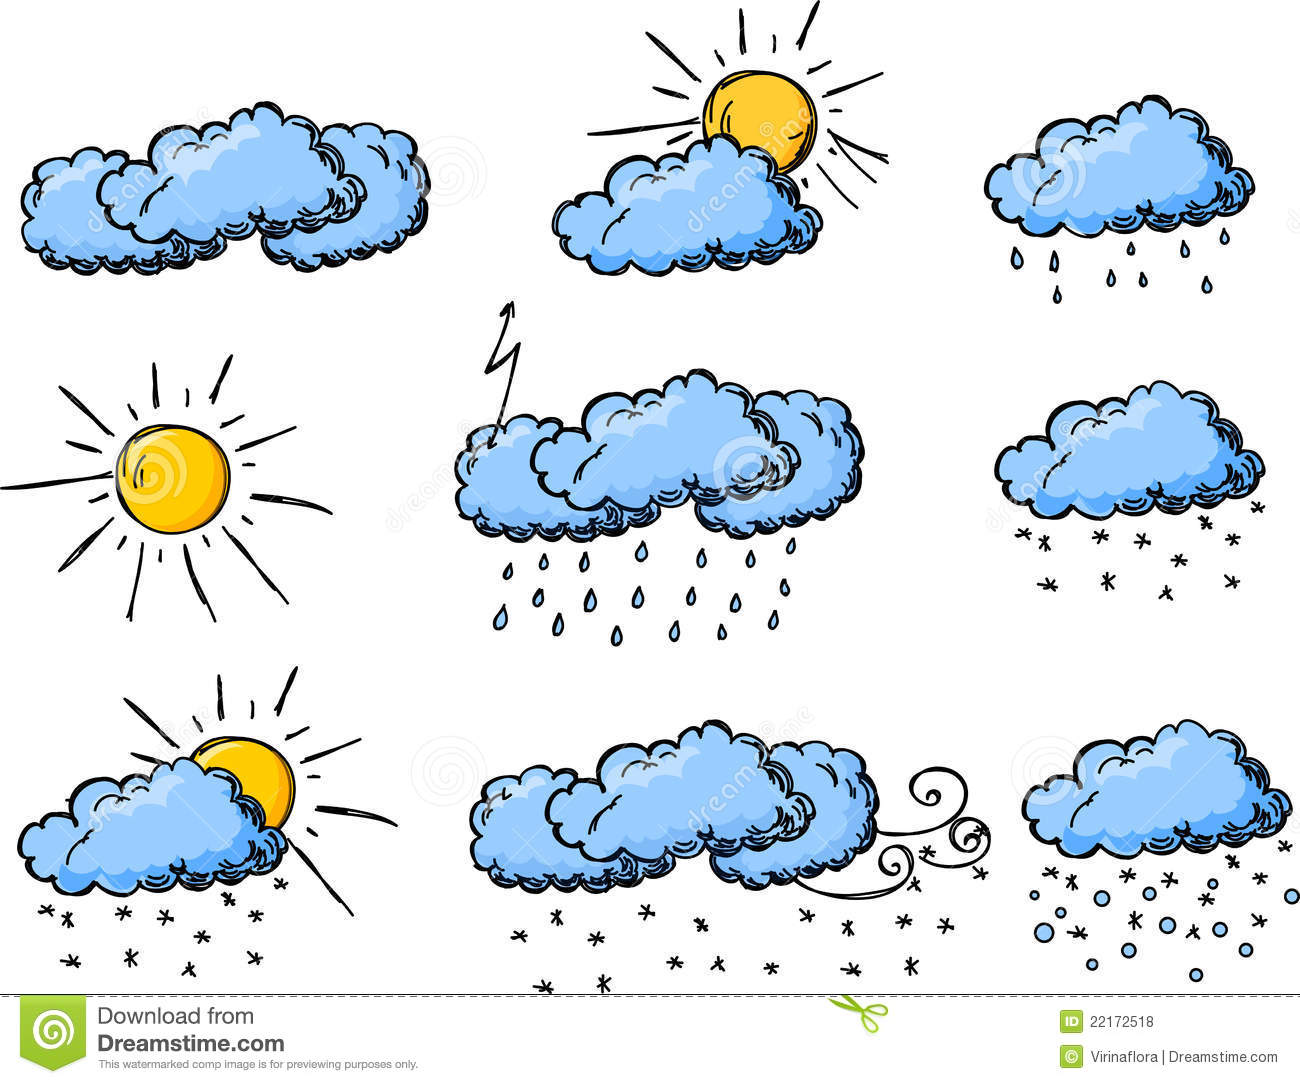 Download from
Dreamstime.com
This watermarked comp image is for previewing purposes only.
ID 22172518
© Virinaflora | Dreamstime.com